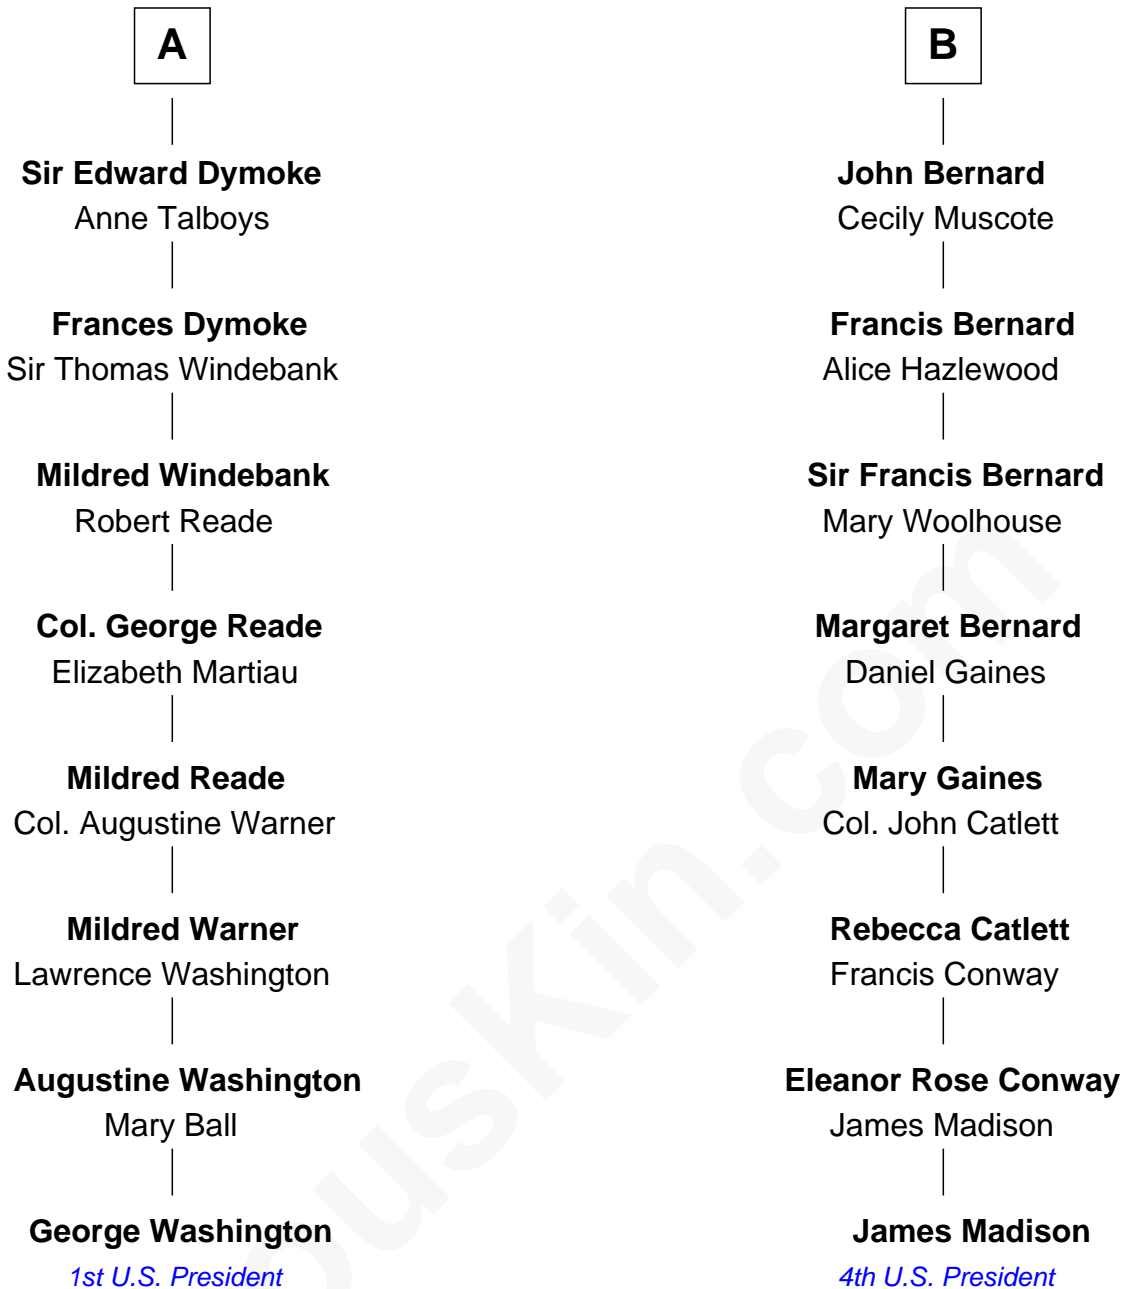 A
Sir Edward Dymoke
Anne Talboys
Frances Dymoke
Sir Thomas Windebank
Mildred Windebank
Robert Reade
Col. George Reade
Elizabeth Martiau
Mildred Reade
Col. Augustine Warner
Mildred Warner
Lawrence Washington
Augustine Washington
Mary Ball
George Washington
1st U.S. President
B
John Bernard
Cecily Muscote
Francis Bernard
Alice Hazlewood
Sir Francis Bernard
Mary Woolhouse
Margaret Bernard
Daniel Gaines
Mary Gaines
Col. John Catlett
Rebecca Catlett
Francis Conway
Eleanor Rose Conway
James Madison
James Madison
4th U.S. President
ousKin.com